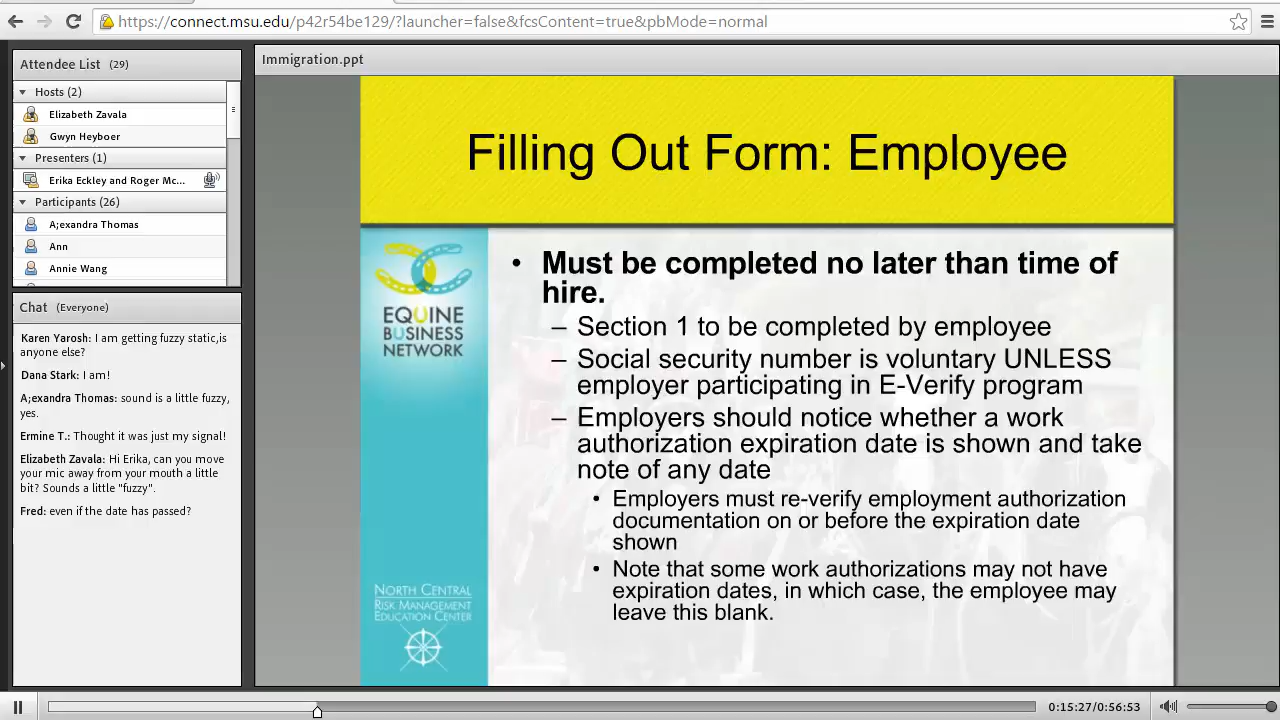 https://connect.msu.edu/p42r54be129/?launcher=false&fcsContent=true&pbMode=normal
Attendee List (29)
Hosts (2)
Elizabeth Zavala
Gwyn Heyboer
Presenters (1)
Erika Eckley and Roger Mc...
Participants (26)
A;exandra Thomas
Ann
Annie Wang
Chat (Everyone)
Karen Yarosh: I am getting fuzzy static,is
anyone else?
Dana Stark: I am!
A;exandra Thomas: sound is a little fuzzy,
yes.
Ermine T.: Thought it was just my signal!
Elizabeth Zavala: Hi Erika, can you move
your mic away from your mouth a little
bit? Sounds a little "fuzzy".
Fred: even if the date has passed?
Immigration.ppt
Filling Out Form: Employee
EQUINE
BUSINESS
NETWORK
NORTH CENTRAL
RISK MANAGEMENT
EDUCATION CENTER
• Must be completed no later than time of
hire.
– Section 1 to be completed by employee
– Social security number is voluntary UNLESS
employer participating in E-Verify program
– Employers should notice whether a work
authorization expiration date is shown and take
note of any date
• Employers must re-verify employment authorization
documentation on or before the expiration date
shown
• Note that some work authorizations may not have
expiration dates, in which case, the employee may
leave this blank.
0:15:27/0:56:53